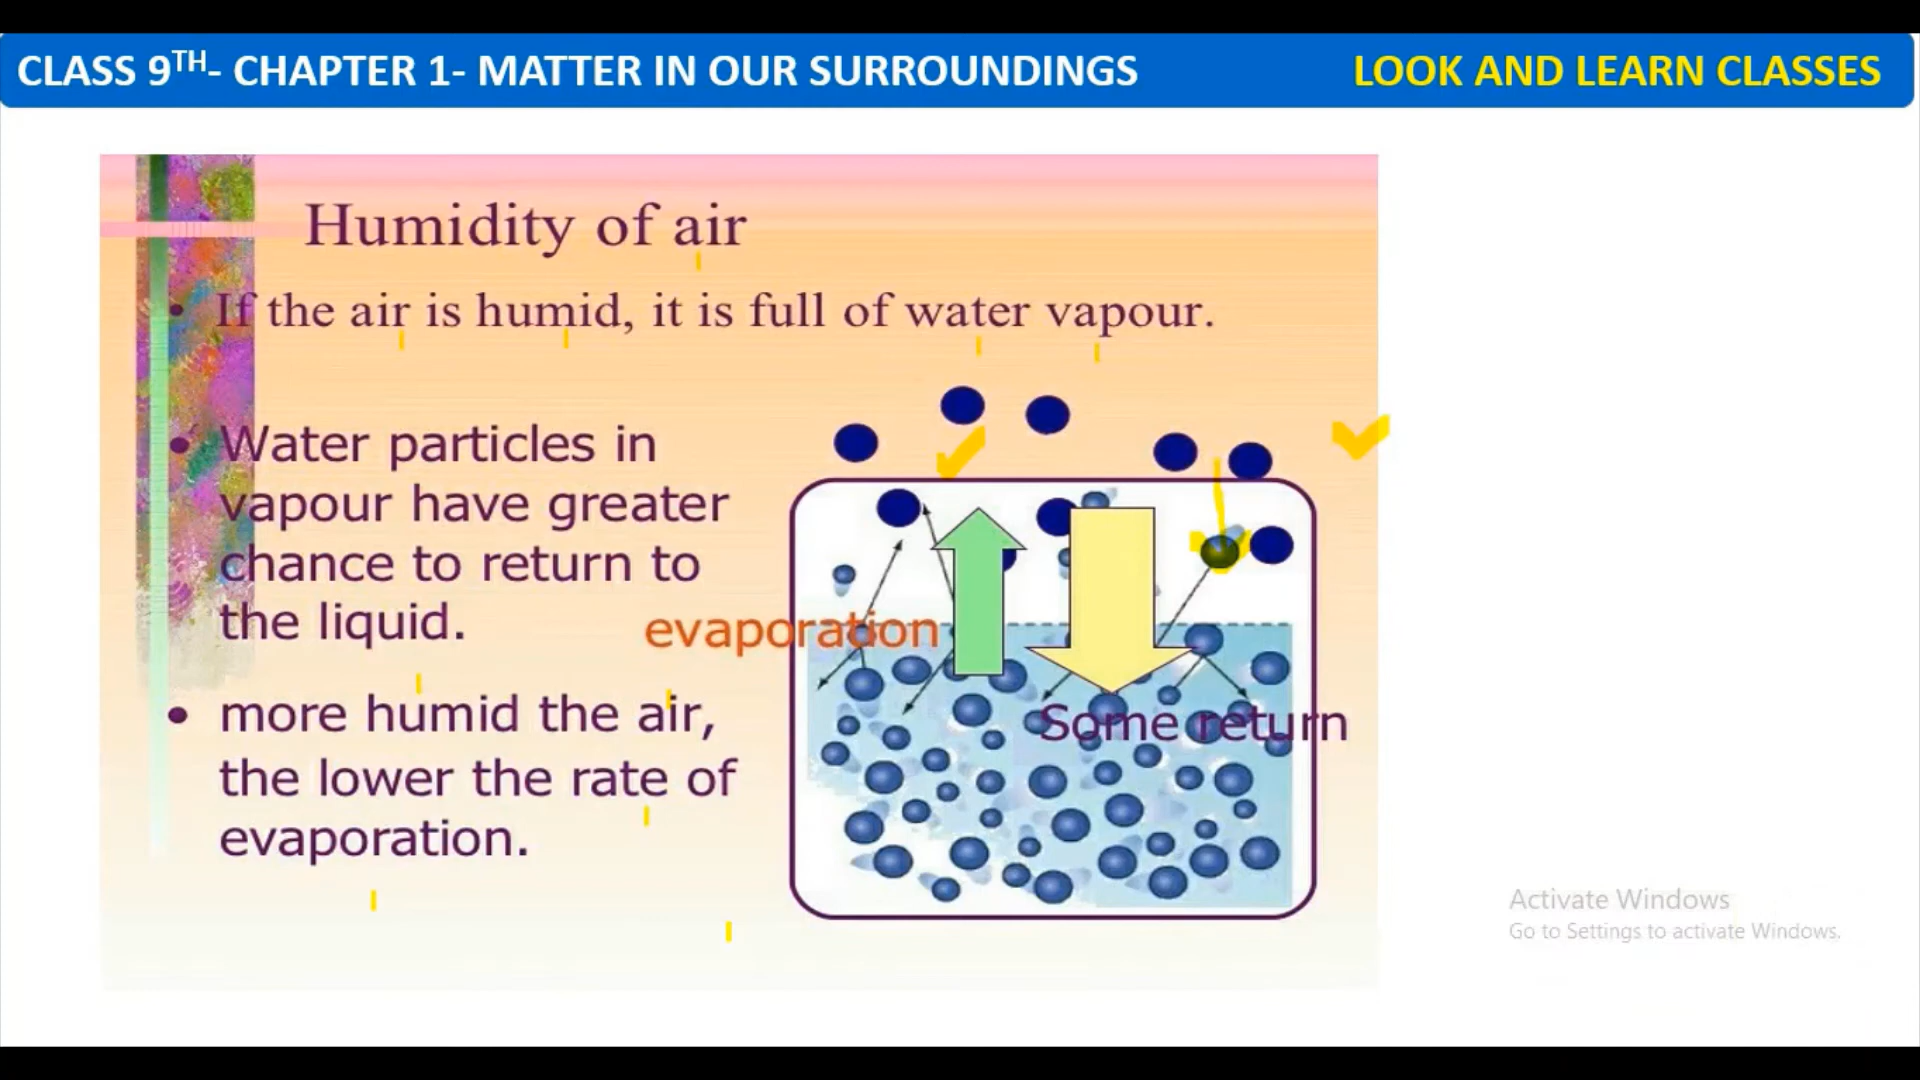 CLASS 9TH- CHAPTER 1- MATTER IN OUR SURROUNDINGS
LOOK AND LEARN CLASSES
Humidity of air
• If the air is humid, it is full of water vapour.
• Water particles in
vapour have greater
chance to return to
the liquid.
evaporation
• more humid the air,
the lower the rate of
evaporation.
Some return
Activate Windows
Go to Settings to activate Windows.